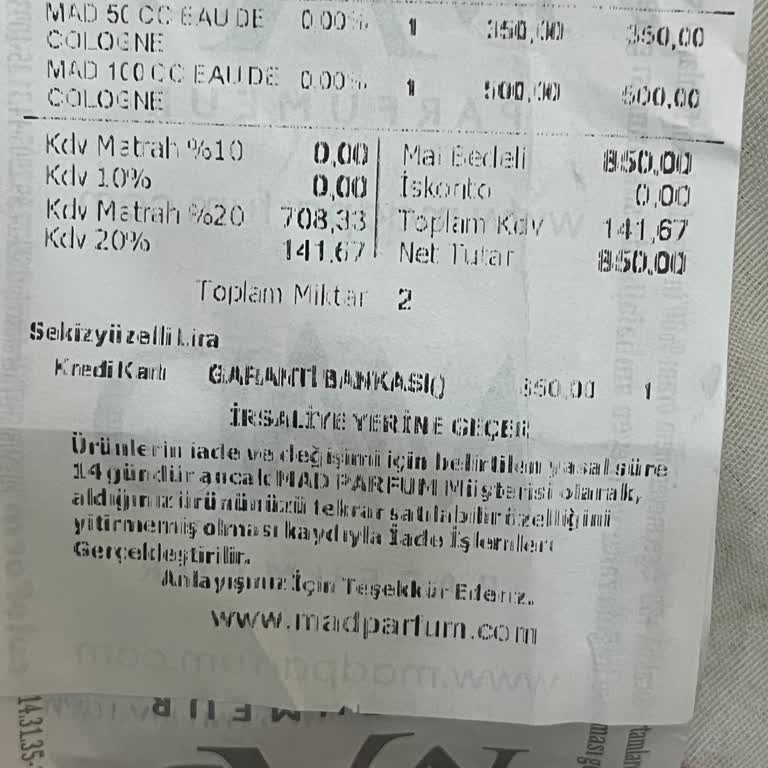 MAD 50 CC EAU DE 0.00% 1 350,00 350,00
COLOGNE
MAD 100 CC EAU DE 0.00% 1 500,00 500,00
COLOGNE
Kdv Matrah %10 0,00 Mal Bedeli 850,00
Kdv 10% 0,00 İskonto 0,00
Kdv Matrah %20 708,33 Toplam Kdv 141,67
Kdv 20% 141,67 Net Tutar 850,00
Toplam Miktar 2
Sekizyüzelli Lira
Kredi Kartı GARANTİ BANKASI() 850,00 1
İRSALİYE YERİNE GEÇER
Ürünlerin iade ve değişimi için belirtilen yasal süre
14 gündür ancak MAD PARFUM Müşterisi olarak,
aldığınız ürününüzü tekrar satılabilir özelliğini
yitirmemiş olması kaydıyla İade İşlemleri
Gerçekleştirilir.
Anlayışınız İçin Teşekkür Ederiz.
www.madparfum.com
14.31.35-